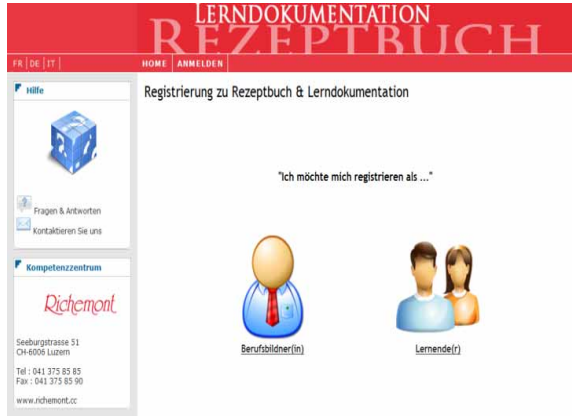 LERNDOKUMENTATION
REZEPTBUCH
FR | DE | IT |
HOME | ANMELDEN |
Hilfe
Fragen & Antworten
Kontaktieren Sie uns
Kompetenzzentrum
Richemont
Seeburgstrasse 51
CH-6006 Luzern
Tel : 041 375 85 85
Fax : 041 375 85 90
www.richemont.cc
Registrierung zu Rezeptbuch & Lerndokumentation
"Ich möchte mich registrieren als ..."
Berufsbildner(in)
Lernende(r)